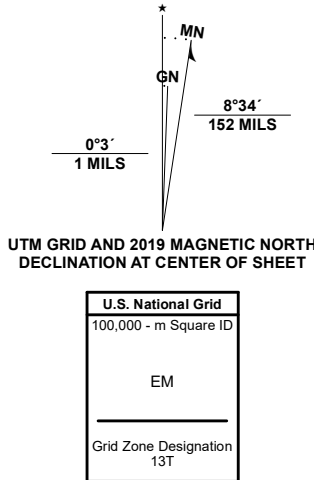 ★
MN
GN
8°34´
152 MILS
0°3´
1 MILS
UTM GRID AND 2019 MAGNETIC NORTH
DECLINATION AT CENTER OF SHEET
U.S. National Grid
100,000 - m Square ID
EM
Grid Zone Designation
13T